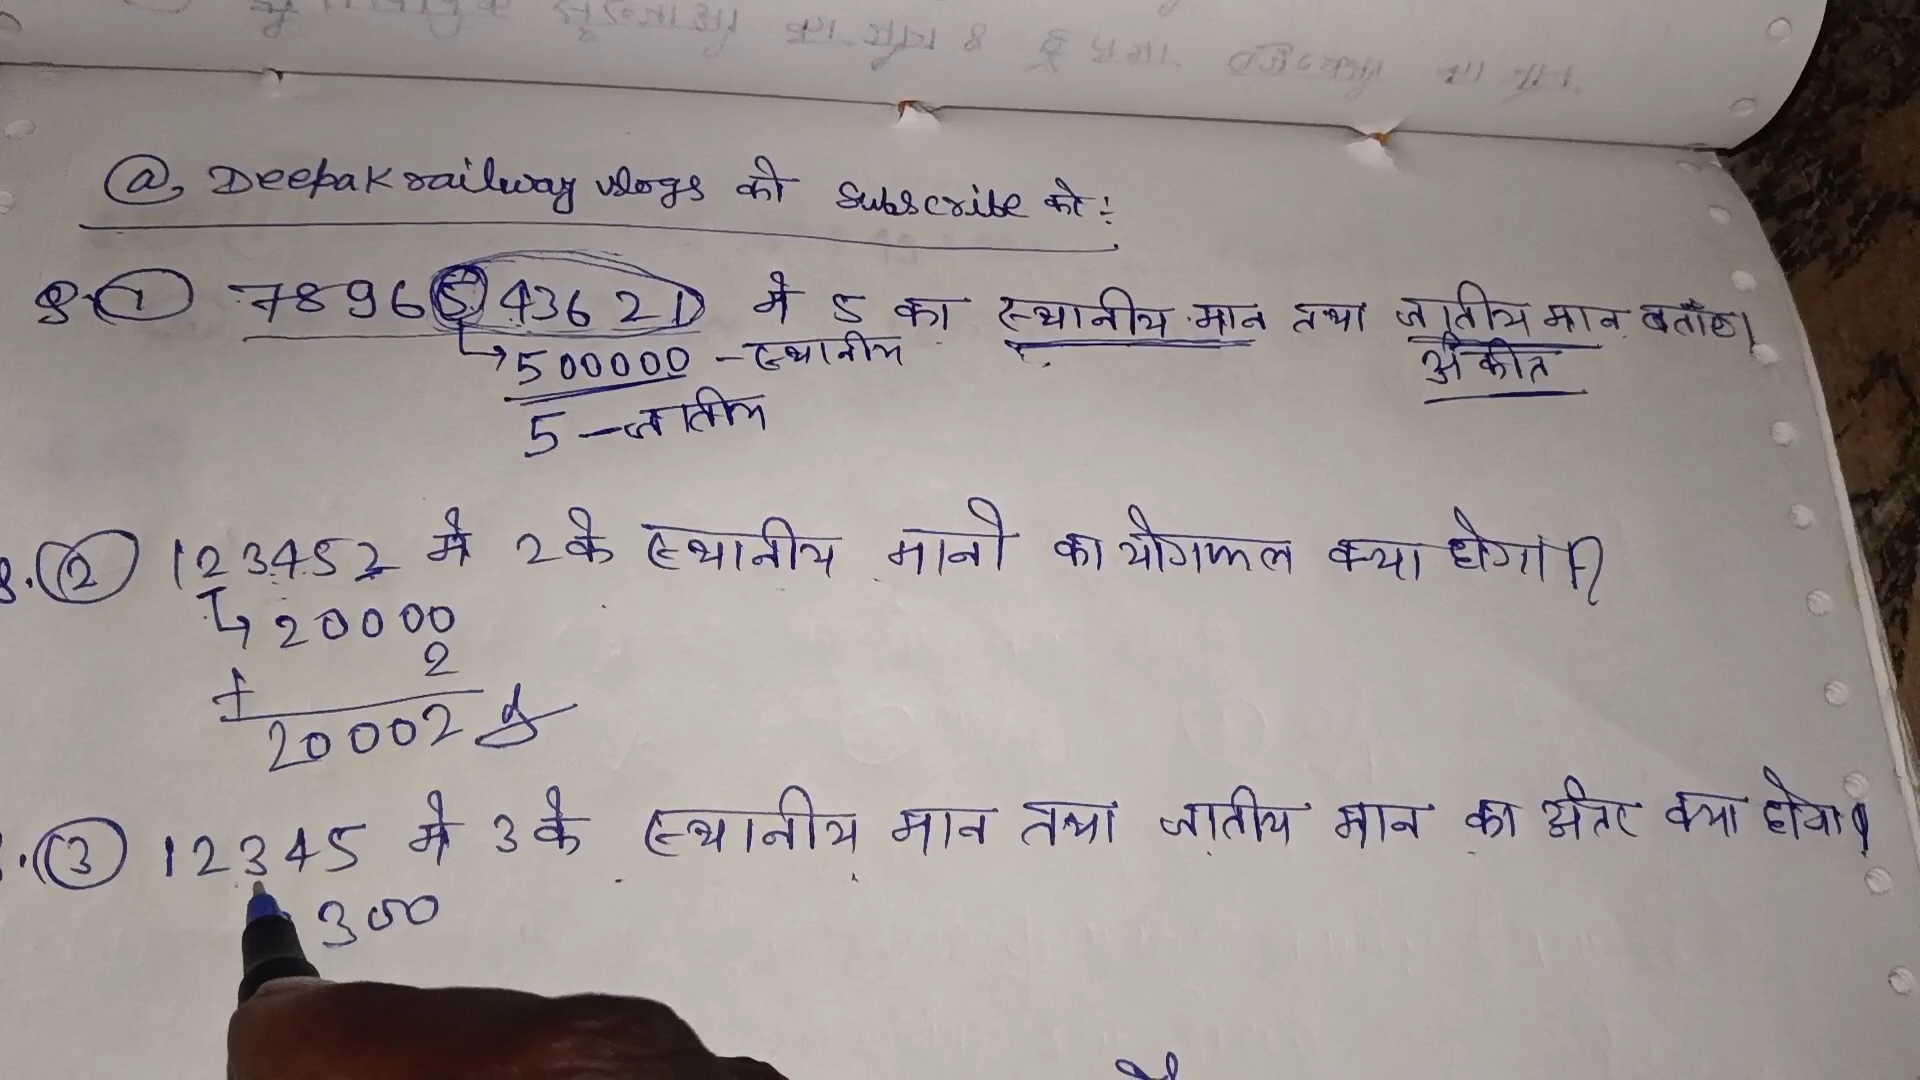 @ Deepak railway vlogs को Subscribe करे:
Q. 1 7896543621 मे 5 का स्थानीय मान तथा जातीय मान बताए।
→500000 - स्थानीय
अंकीत
5 - जातीय
Q. 2 123452 मे 2 के स्थानीय मानो का योगफल क्या होगा?
↳ 20000
2
+
20002
3 12345 मे 3 के स्थानीय मान तथा जातीय मान का अंतर क्या होगा।
300